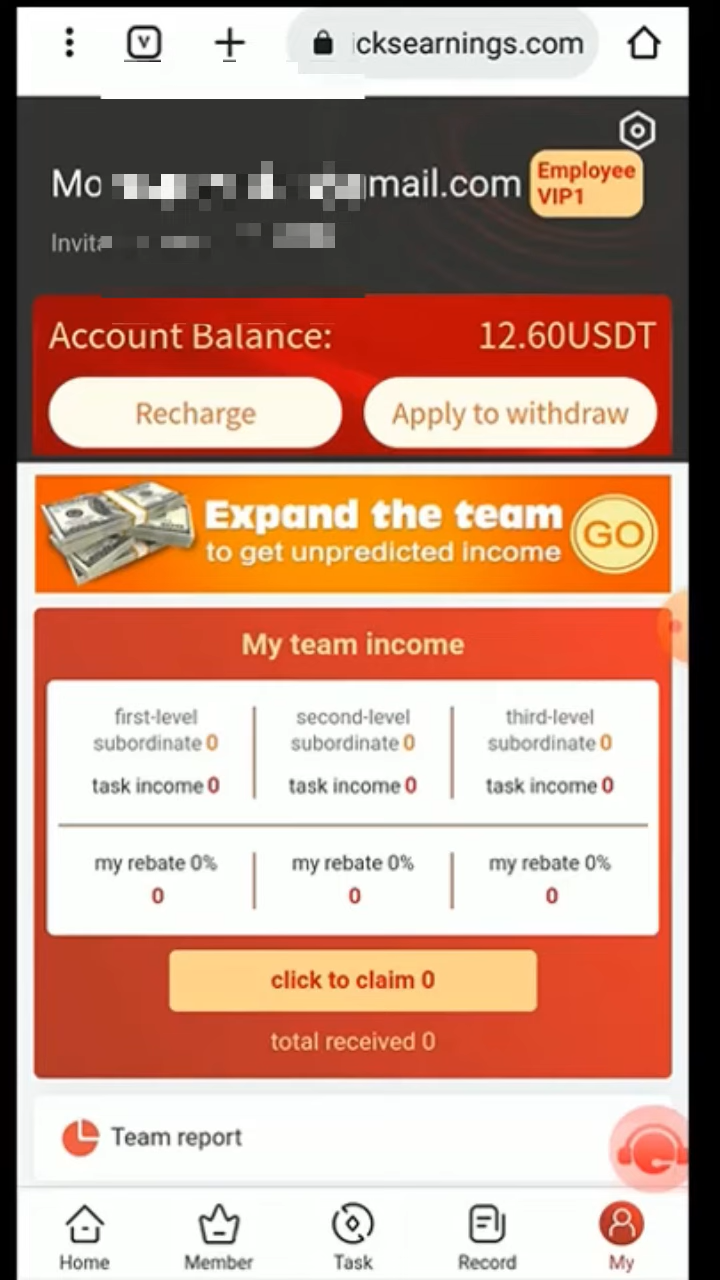 icksearnings.com
mail.com
Employee
VIP1
Account Balance:
12.60USDT
Recharge
Apply to withdraw
Expand the team
GO
to get unpredicted income
My team income
first-level
subordinate 0
second-level
subordinate 0
third-level
subordinate 0
task income 0
task income 0
task income 0
my rebate 0%
0
my rebate 0%
0
my rebate 0%
0
click to claim 0
total received 0
Team report
Home
Member
Task
Record
My